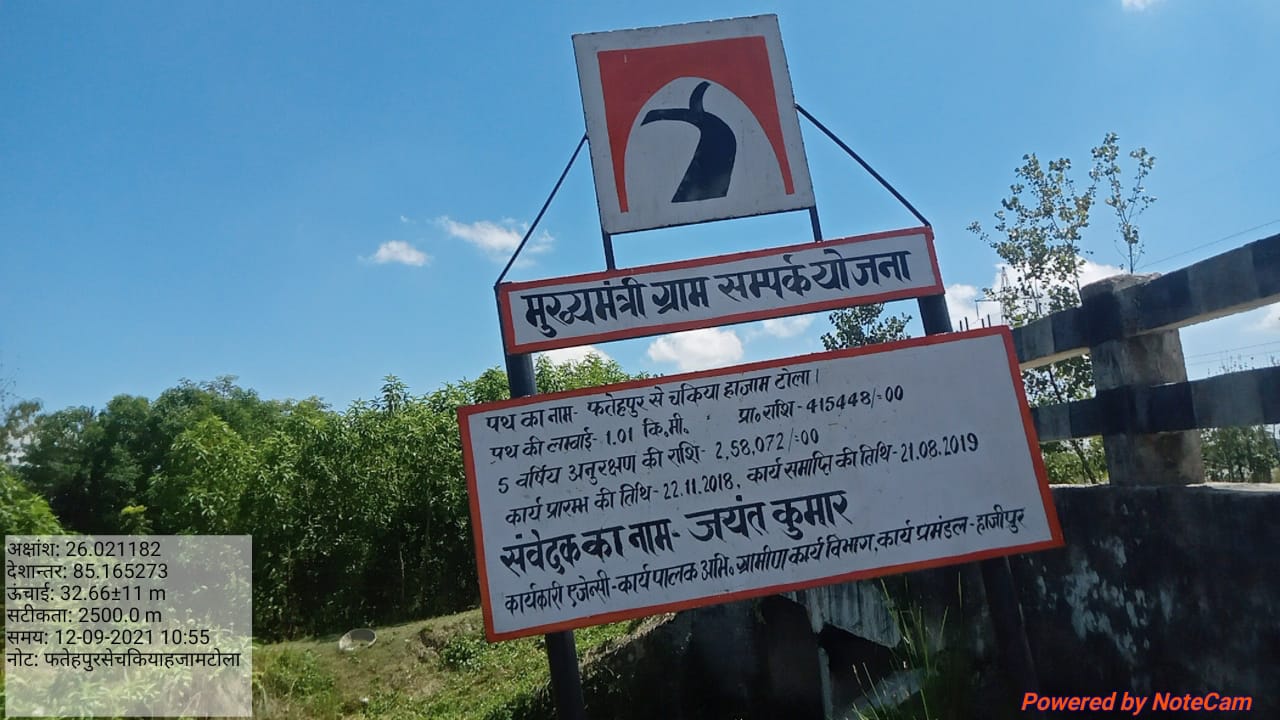 मुख्यमंत्री ग्राम सम्पर्क योजना
पथ का नाम- फतेहपुर से चकिया हाजाम टोला।
पथ की लम्बाई- 1.01 कि.मी. प्रा० राशि - 415448/=00
5 वर्षिय अनुरक्षण की राशि - 2,58,072/=00
कार्य प्रारम्भ की तिथि - 22.11.2018, कार्य समाप्ति की तिथि - 21.08.2019
संवेदक का नाम - जयंत कुमार
कार्यकारी एजेन्सी - कार्यपालक अभि० ग्रामीण कार्य विभाग, कार्य प्रमंडल - हाजीपुर
अक्षांश: 26.021182
देशान्तर: 85.165273
ऊंचाई: 32.66±11 m
सटीकता: 2500.0 m
समय: 12-09-2021 10:55
नोट: फतेहपुरसेचकियाहजामटोला
Powered by NoteCam